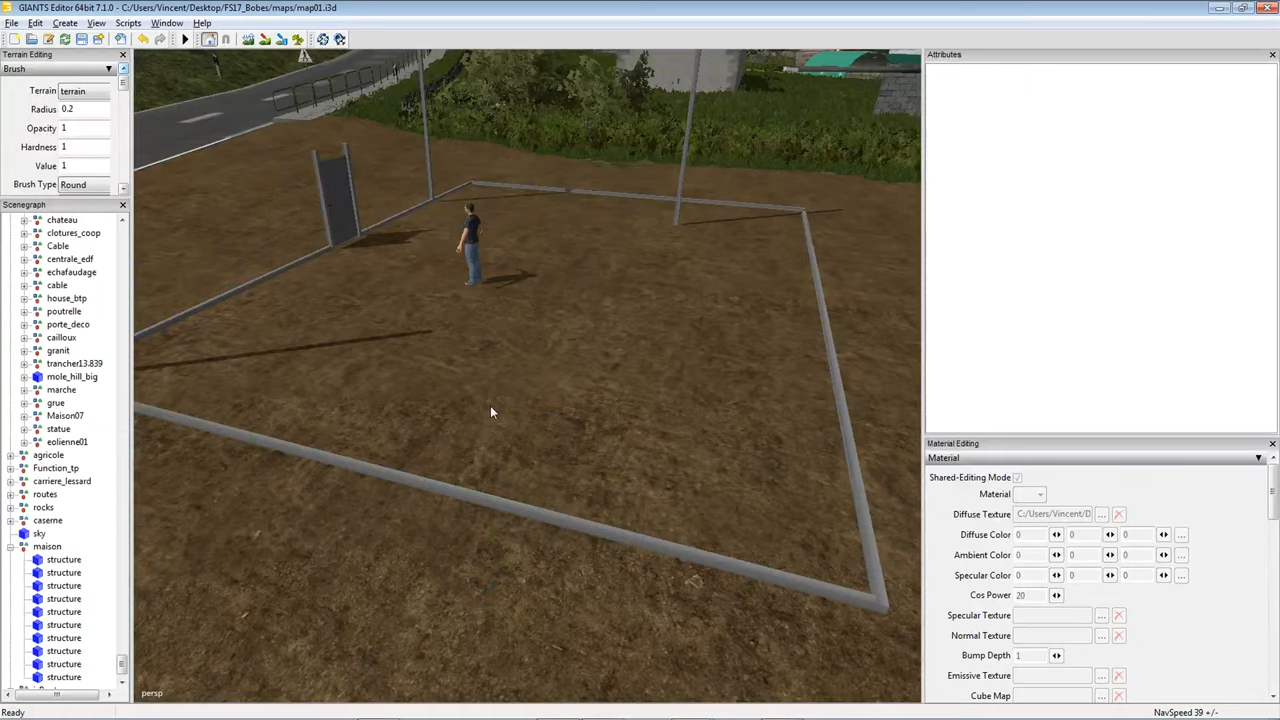 GIANTS Editor 64bit 7.1.0 - C:/Users/Vincent/Desktop/FS17_Bobes/maps/map01.i3d
File Edit Create View Scripts Window Help
Terrain Editing
Brush
Terrain terrain
Radius 0.2
Opacity 1
Hardness 1
Value 1
Brush Type Round
Scenegraph
chateau
clotures_coop
Cable
centrale_edf
echafaudage
cable
house_btp
poutrelle
porte_deco
cailloux
granit
trancher13.839
mole_hill_big
marche
grue
Maison07
statue
eolienne01
agricole
Function_tp
carriere_lessard
routes
rocks
caserne
sky
maison
structure
structure
structure
structure
structure
structure
structure
structure
structure
structure
persp
Attributes
Material Editing
Material
Shared-Editing Mode
Material
Diffuse Texture C:/Users/Vincent/D ...
Diffuse Color 0 0 0 ...
Ambient Color 0 0 0 ...
Specular Color 0 0 0 ...
Cos Power 20
Specular Texture ...
Normal Texture ...
Bump Depth 1
Emissive Texture ...
Cube Map ...
Ready
NavSpeed 39 +/-